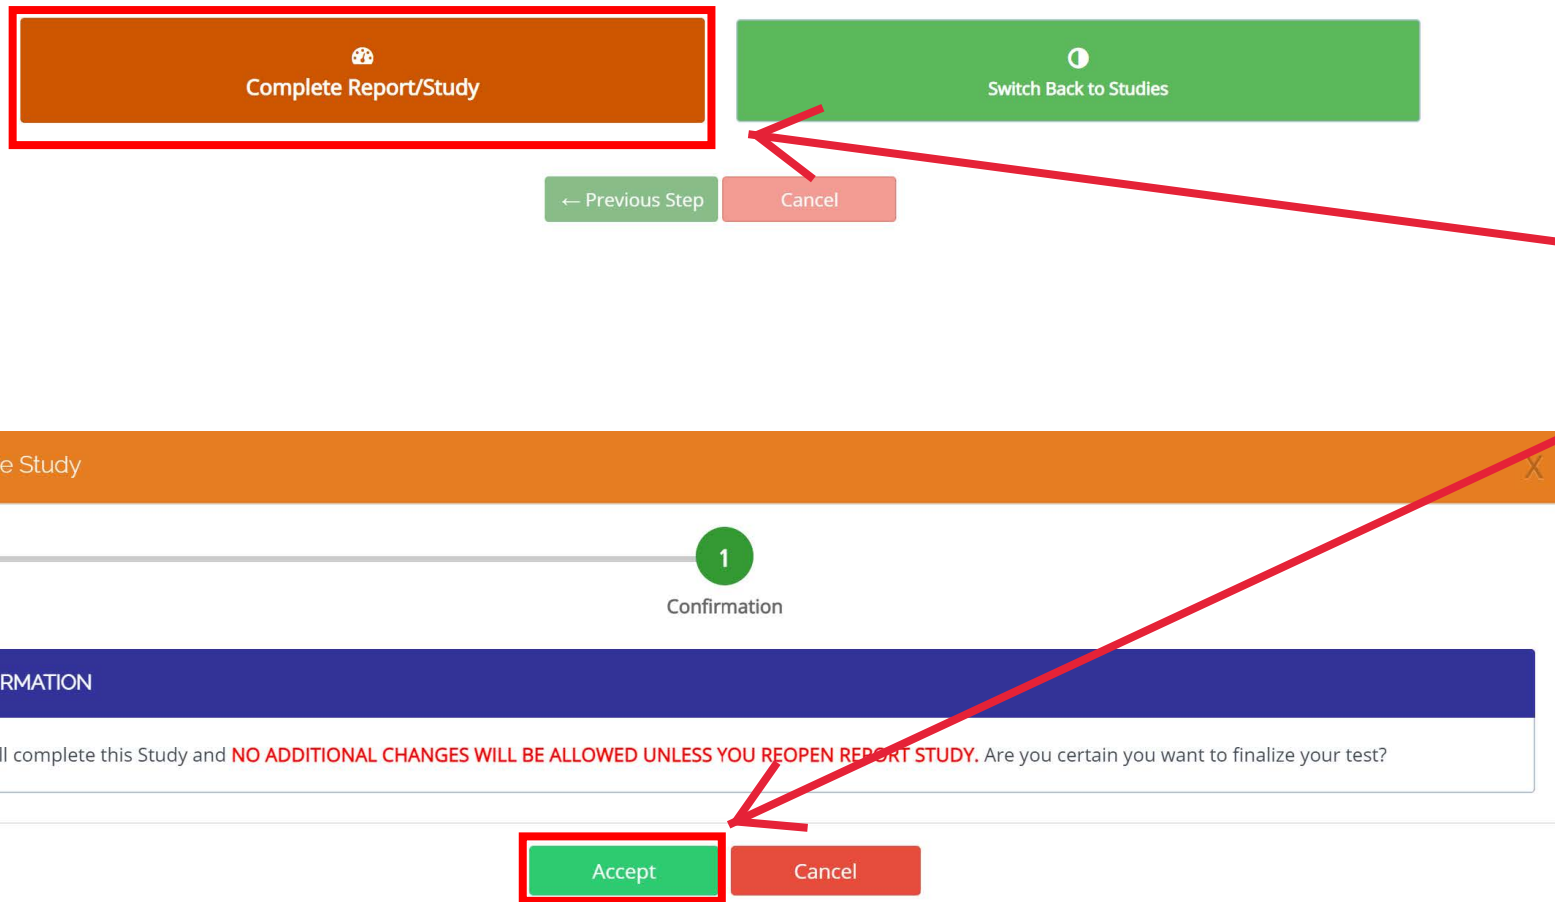 Complete Report/Study
Switch Back to Studies
← Previous Step
Cancel
e Study
X
1
Confirmation
RMATION
ll complete this Study and NO ADDITIONAL CHANGES WILL BE ALLOWED UNLESS YOU REOPEN REPORT STUDY. Are you certain you want to finalize your test?
Accept
Cancel